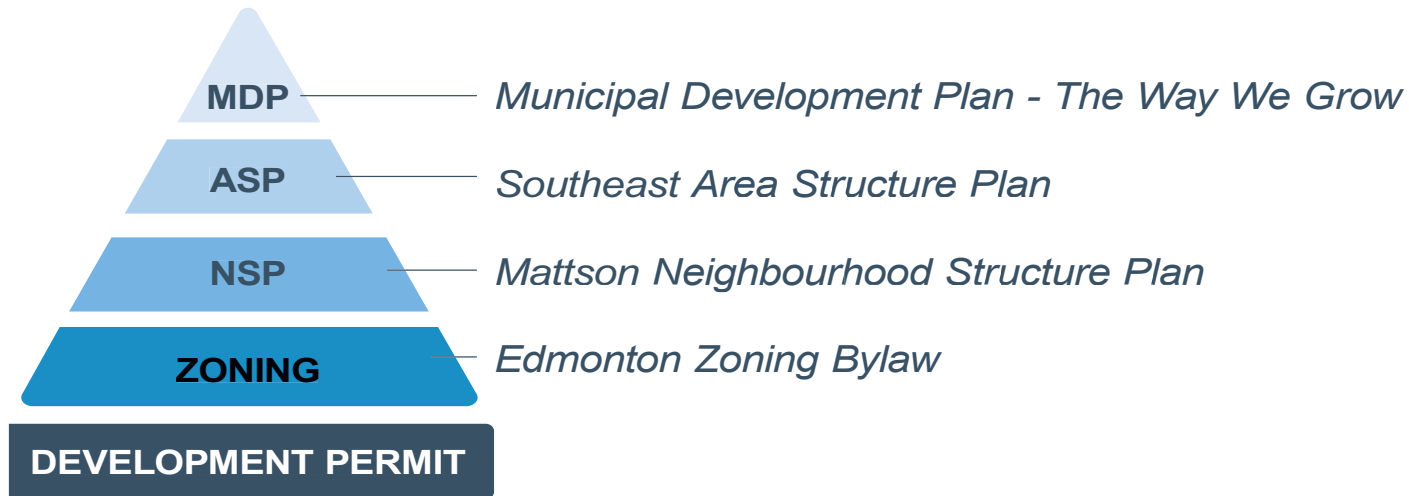 MDP
Municipal Development Plan - The Way We Grow
ASP
Southeast Area Structure Plan
NSP
Mattson Neighbourhood Structure Plan
ZONING
Edmonton Zoning Bylaw
DEVELOPMENT PERMIT